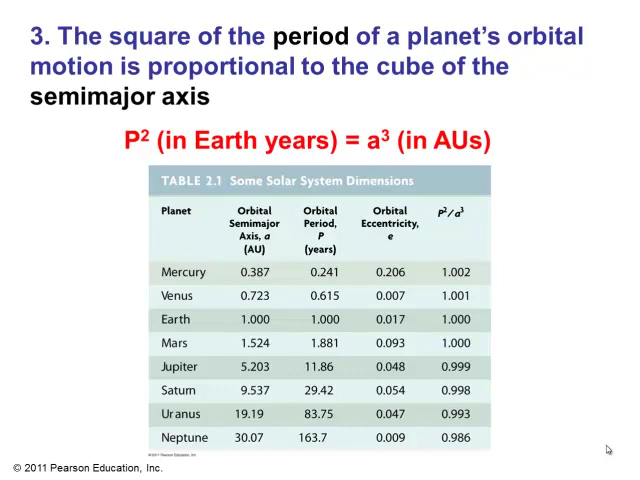 3. The square of the period of a planet's orbital
motion is proportional to the cube of the
semimajor axis
P² (in Earth years) = a³ (in AUs)
TABLE 2.1 Some Solar System Dimensions
Planet Orbital Semimajor Axis, a (AU) Orbital Period, P (years) Orbital Eccentricity, e P²/a³
Mercury 0.387 0.241 0.206 1.002
Venus 0.723 0.615 0.007 1.001
Earth 1.000 1.000 0.017 1.000
Mars 1.524 1.881 0.093 1.000
Jupiter 5.203 11.86 0.048 0.999
Saturn 9.537 29.42 0.054 0.998
Uranus 19.19 83.75 0.047 0.993
Neptune 30.07 163.7 0.009 0.986
©2011 Pearson Education, Inc.
© 2011 Pearson Education, Inc.